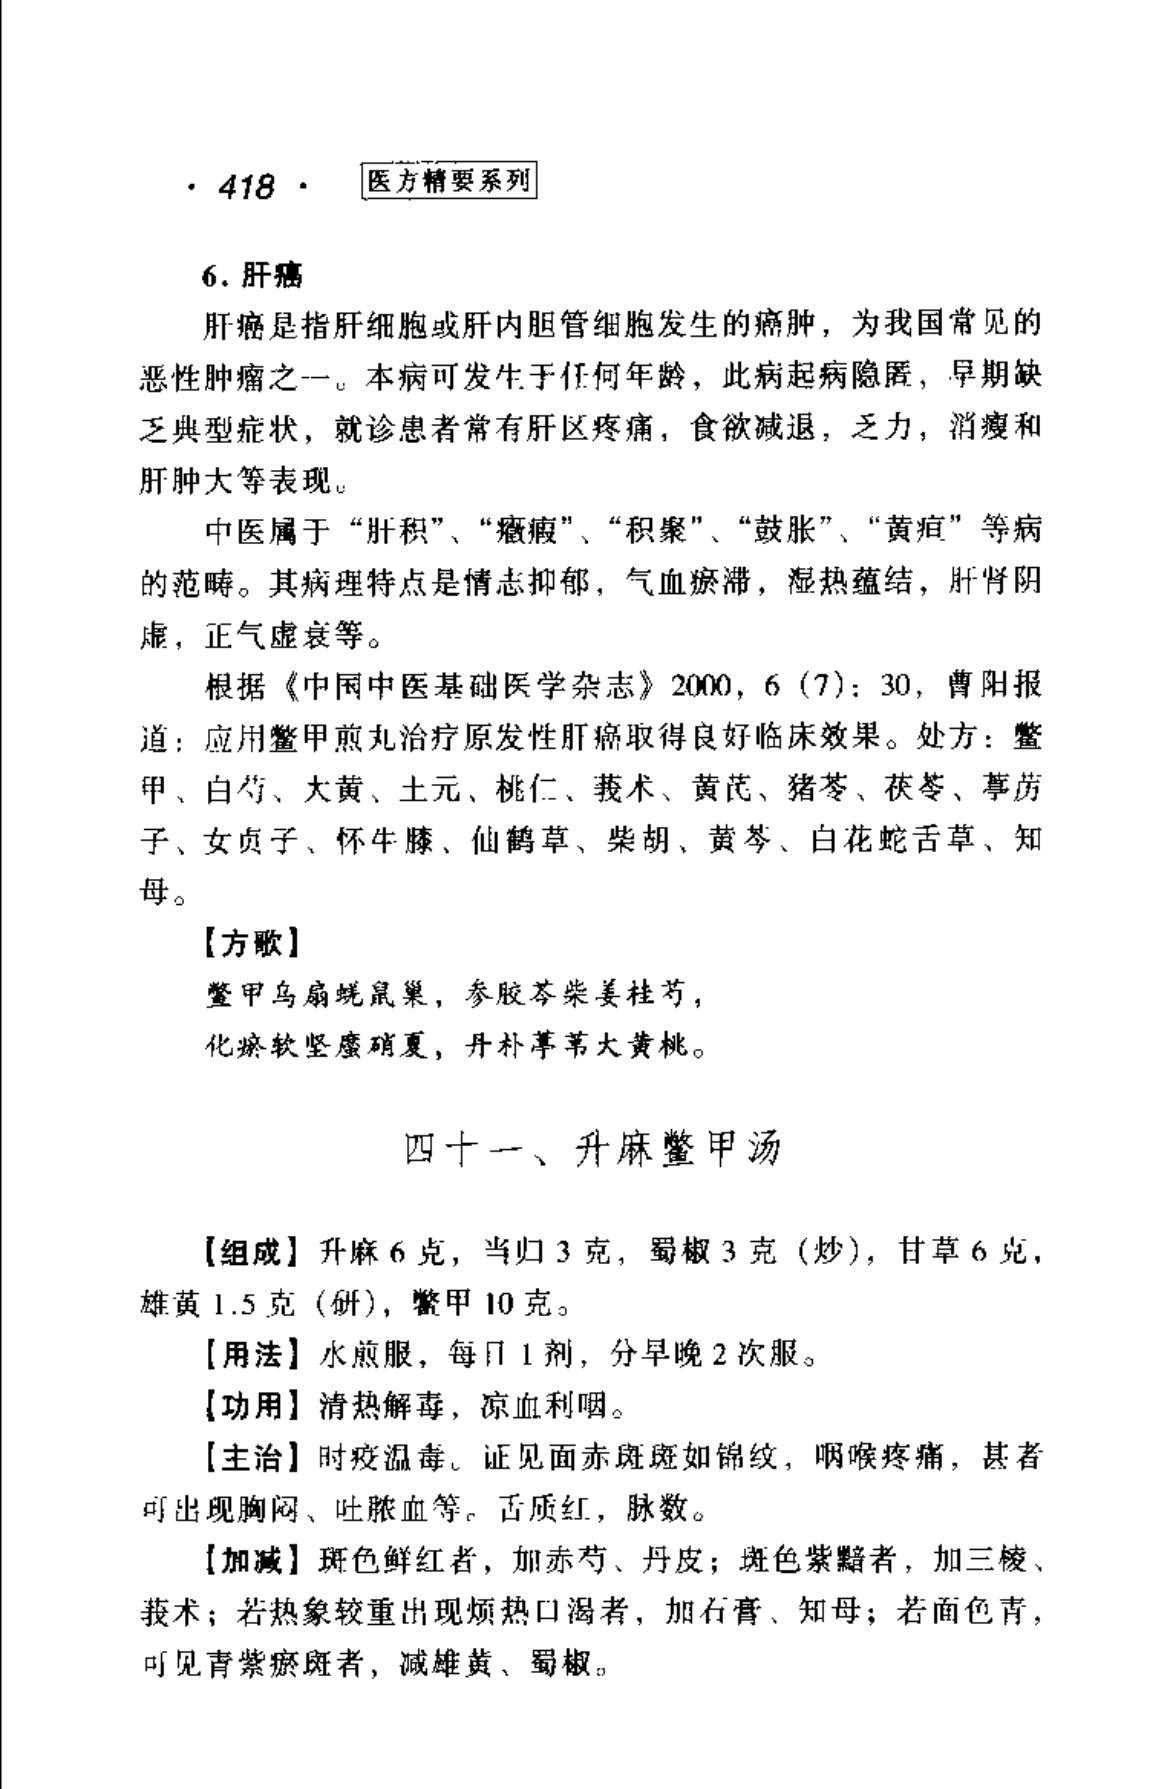 · 418 ·
医方精要系列
6. 肝癌
肝癌是指肝细胞或肝内胆管细胞发生的癌肿，为我国常见的
恶性肿瘤之一。本病可发生于任何年龄，此病起病隐匿，早期缺
乏典型症状，就诊患者常有肝区疼痛，食欲减退，乏力，消瘦和
肝肿大等表现。
中医属于“肝积”、“癥瘕”、“积聚”、“鼓胀”、“黄疸”等病
的范畴。其病理特点是情志抑郁，气血瘀滞，湿热蕴结，肝肾阴
虚，正气虚衰等。
根据《中国中医基础医学杂志》2000，6（7）：30，曹阳报
道：应用鳖甲煎丸治疗原发性肝癌取得良好临床效果。处方：鳖
甲、白芍、大黄、土元、桃仁、莪术、黄芪、猪苓、茯苓、葶苈
子、女贞子、怀牛膝、仙鹤草、柴胡、黄芩、白花蛇舌草、知
母。
【方歌】
鳖甲乌扇蜣鼠巢，参胶芩柴姜桂芍，
化瘀软坚䗪硝夏，丹朴葶苇大黄桃。
四十一、升麻鳖甲汤
【组成】升麻 6 克，当归 3 克，蜀椒 3 克（炒），甘草 6 克，
雄黄 1.5 克（研），鳖甲 10 克。
【用法】水煎服，每日 1 剂，分早晚 2 次服。
【功用】清热解毒，凉血利咽。
【主治】时疫温毒。证见面赤斑斑如锦纹，咽喉疼痛，甚者
可出现胸闷、吐脓血等。舌质红，脉数。
【加减】斑色鲜红者，加赤芍、丹皮；斑色紫黯者，加三棱、
莪术；若热象较重出现烦热口渴者，加石膏、知母；若面色青，
可见青紫瘀斑者，减雄黄、蜀椒。